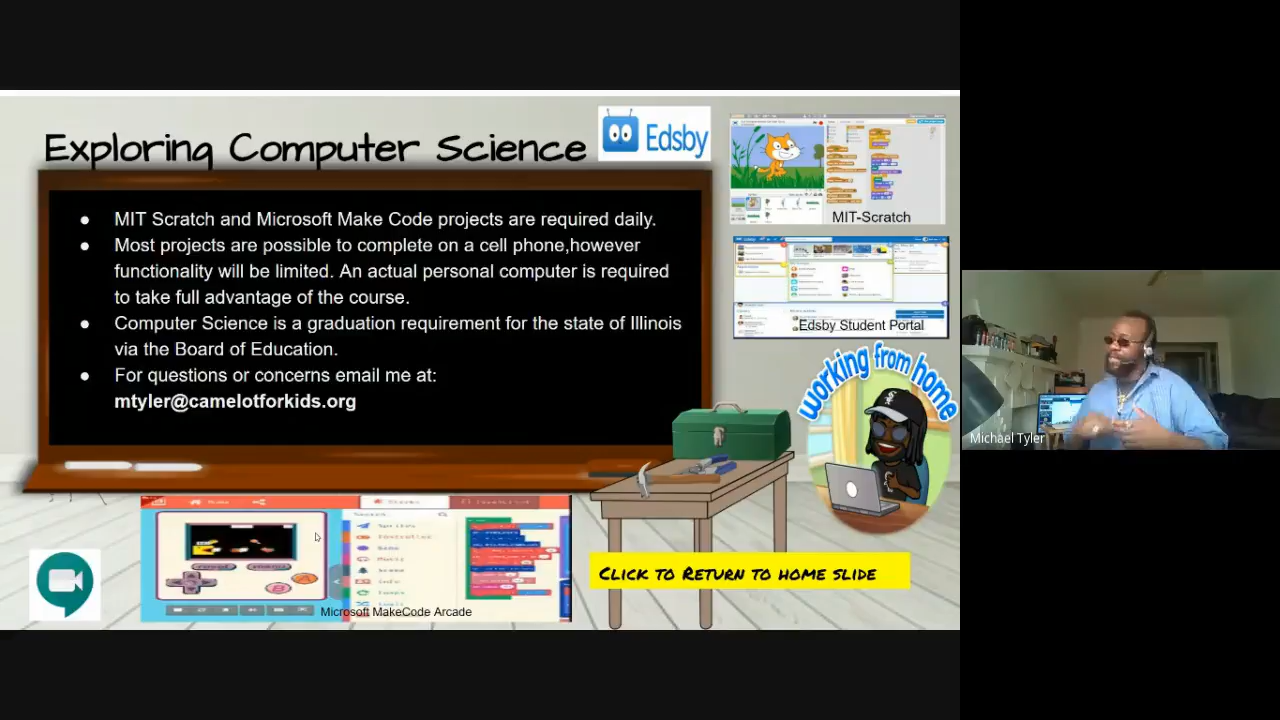 Exploring Computer Science
Edsby
MIT Scratch and Microsoft Make Code projects are required daily.
Most projects are possible to complete on a cell phone,however
functionality will be limited. An actual personal computer is required
to take full advantage of the course.
Computer Science is a graduation requirement for the state of Illinois
via the Board of Education.
For questions or concerns email me at:
mtyler@camelotforkids.org
MIT-Scratch
Edsby Student Portal
working from home
Michael Tyler
Click to Return to home slide
Microsoft MakeCode Arcade